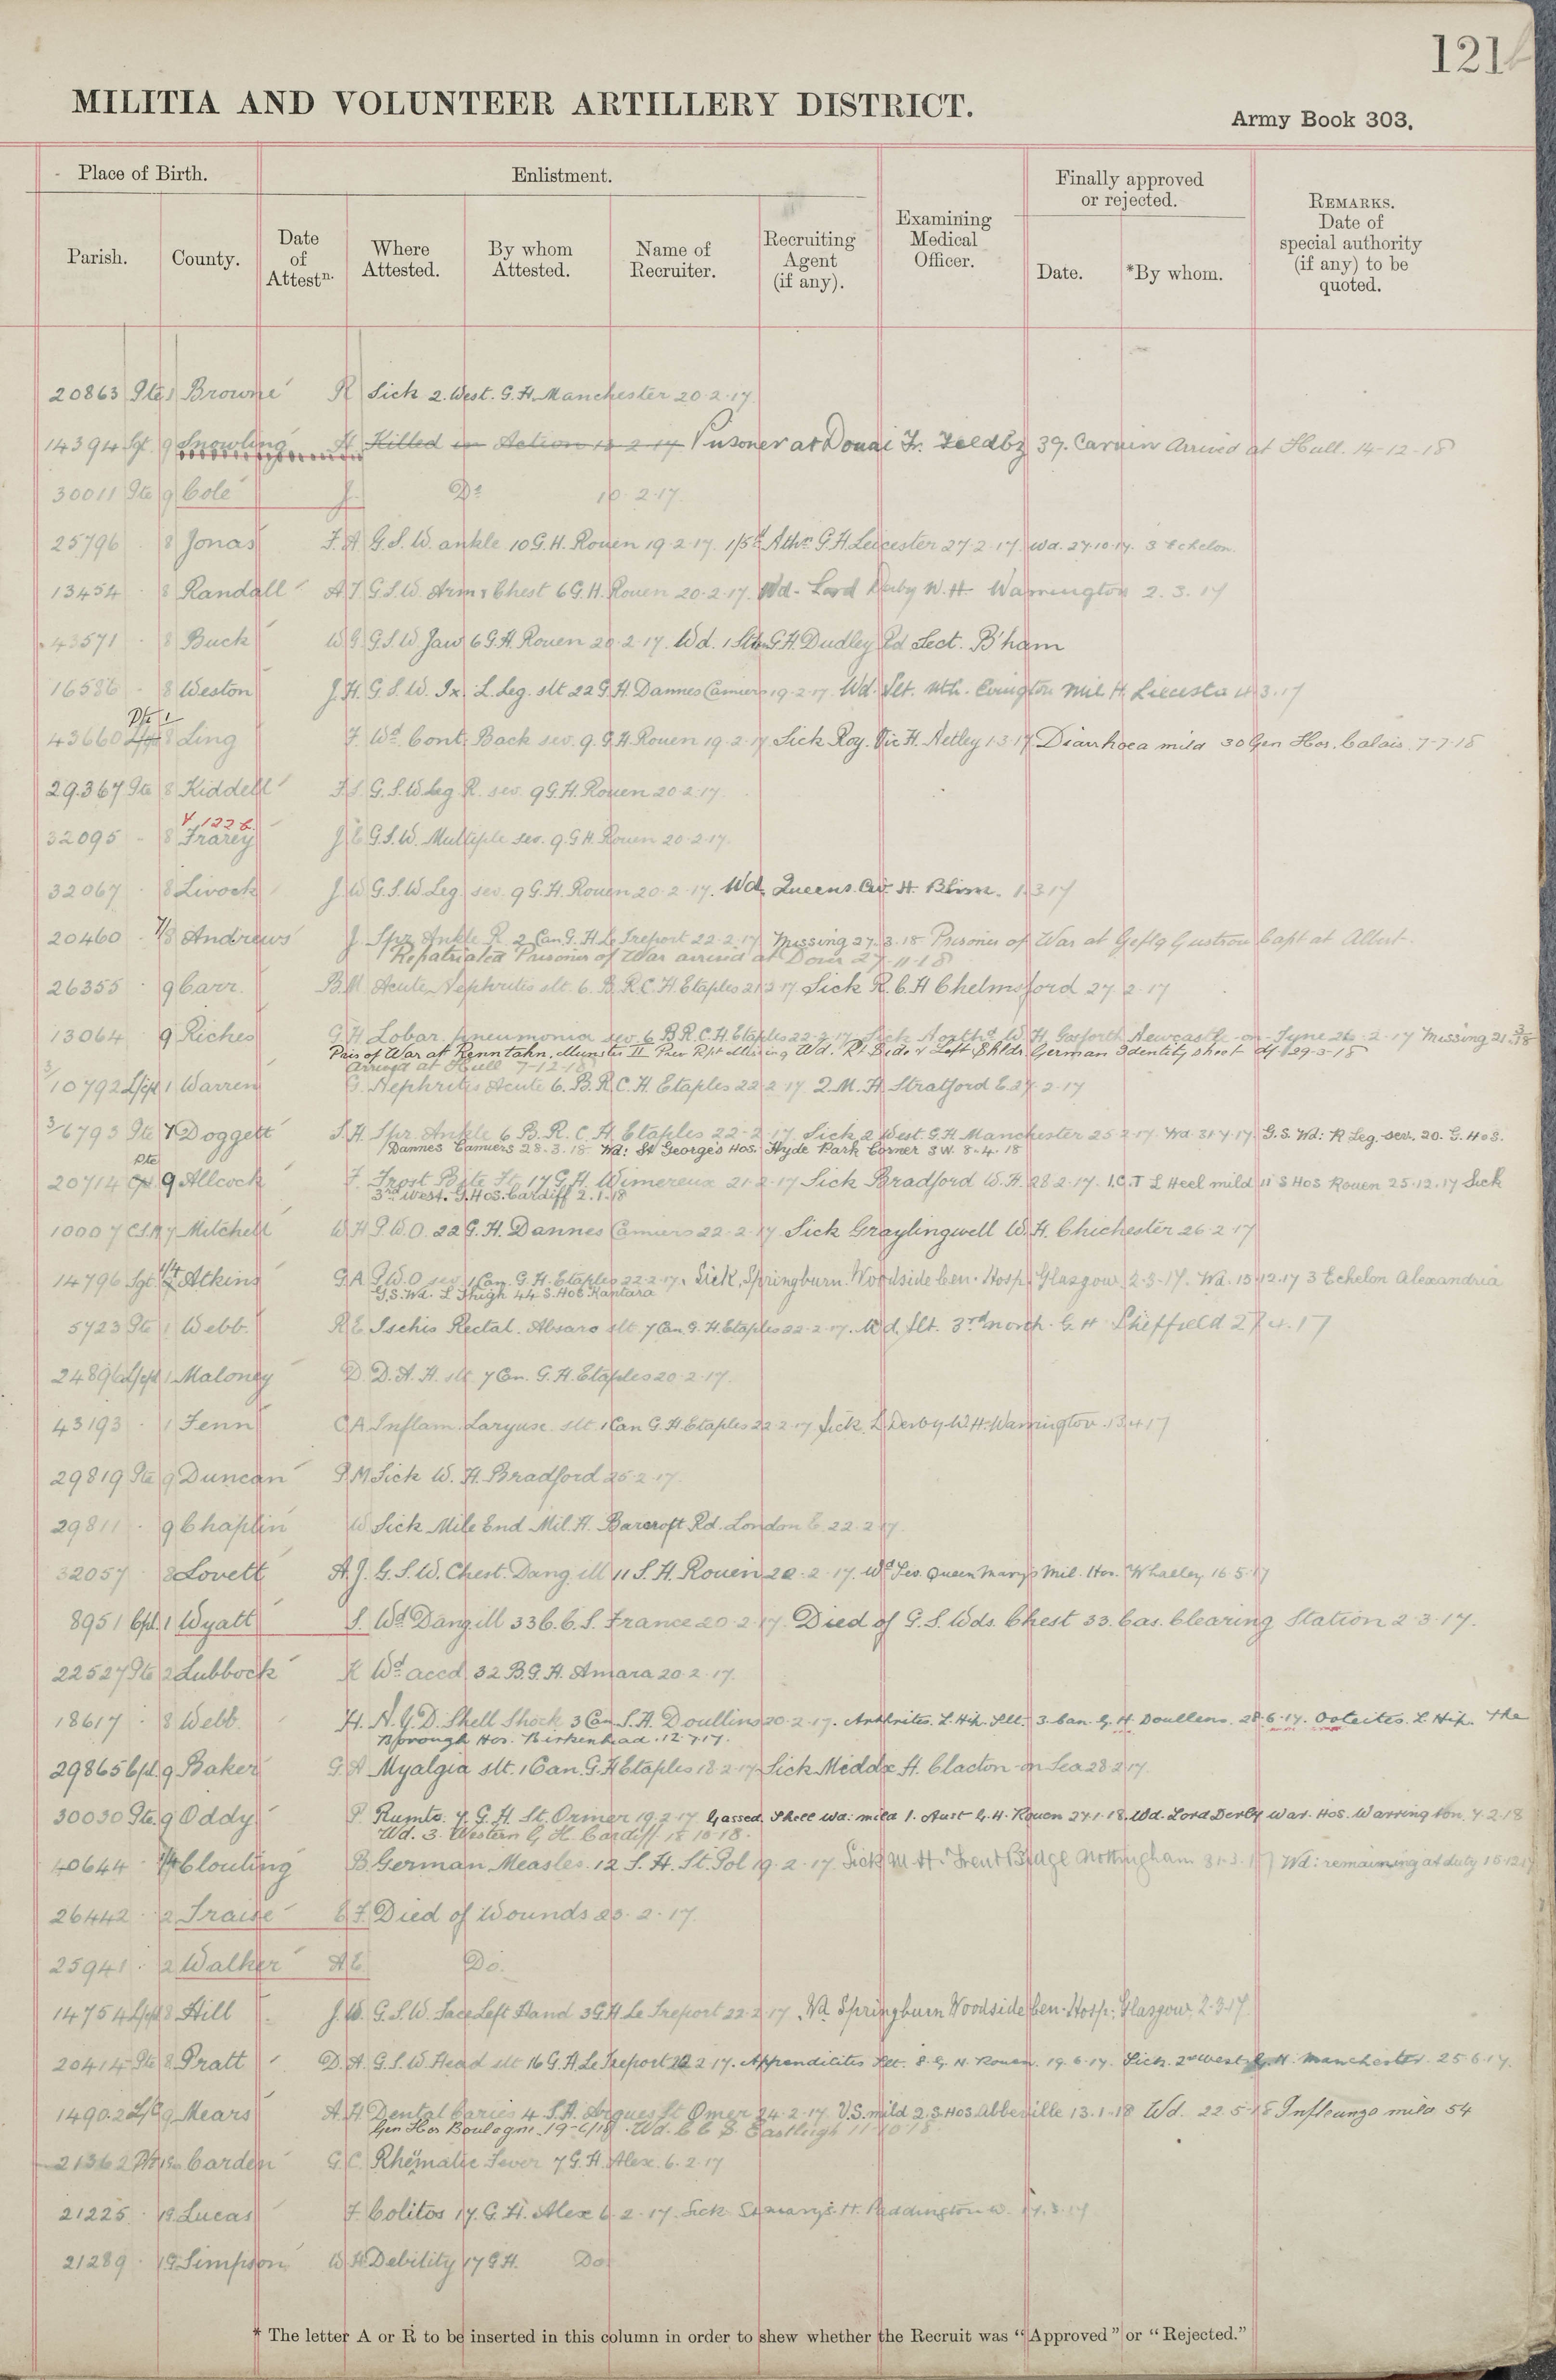 121
MILITIA AND VOLUNTEER ARTILLERY DISTRICT.
Army Book 303.
Place of Birth.
Enlistment.
Finally approved or rejected.
REMARKS. Date of special authority (if any) to be quoted.
Parish.
County.
Date of Attestn.
Where Attested.
By whom Attested.
Name of Recruiter.
Recruiting Agent (if any).
Examining Medical Officer.
Date.
*By whom.
20863 Pte 1 Browne R Sick 2. West. G. H. Manchester 20.2.17.
14394 Sgt. 9 Snowling H Killed in Action 13.2.17 Prisoner at Douai Fr. Feldbz 39. Carvin Arrived at Hull. 14-12-18
30011 Pte 9 Cole J. Do 10.2.17.
25796 . 8 Jonas F. A G.S.W. ankle 10 G.H. Rouen 19.2.17. 1/5th Nthn G.H. Leicester 27.2.17. Wd. 27.10.17. 3 Echelon.
13454 . 8 Randall A J G.S.W. Arm & Chest 6 G.H. Rouen 20.2.17. Wd. Lord Derby W.H. Warrington 2.3.17
43571 . 8 Buck W G G.S.W Jaw 6 G.H. Rouen 20.2.17. Wd. 1 Sthn G.H. Dudley Rd Sect. B'ham
16586 . 8 Weston J. H. G.S.W. Fx. L. Leg. slt 22 G.H. Dannes Camiers 19.2.17. Wd. Slt. Nth. Evington Mil H. 4.3.17
Pte 1
43660 8 Ling F. Wd. Cont. Back sev. 9. G.H. Rouen 19.2.17 Sick Roy. Vic H. Netley 1.3.17 Diarrhoea mild 30 Gen Hos. Calais. 7-7-18
29367 Pte 8 Kiddell F S G.S.W leg R. sev. 9 G.H. Rouen 20.2.17.
V 122b.
32095 - 8 Frarey J E G.S.W. Multiple sev. 9. G.H. Rouen 20.2.17.
32067 . 8 Livock J W G.S.W Leg. sev. 9 G.H. Rouen 20.2.17. Wd. Queens Cav. H. 1.3.17
20460 . 7/8 Andrews J. Spr Ankle R. 2 Can G. H Le Treport 22.2.17 Missing 27.3.18 Prisoner of War at Gefig Gustrow Capt at Albert.
Repatriated Prisoner of War arrived at Dover 27.11.18
26355 . 9 Carr. B.M Acute Nephritis slt. 6. B. R.C.H. Etaples 21.2.17 Sick R.C.H Chelmsford 27.2.17
13064 9 Riches G H Lobar pneumonia sev. 6 B.R.C.H. Etaples 22.2.17. Sick North'd W H Gosforth Newcastle-on-Tyne 26.2.17 Missing 21.3/18
Pris of War at Renntahn, Munster II Prev Rpt Missing Wd. Rt Side & Left Shldr German Identity sheet of 29-3-18
Arrived at Hull 7-12-18
3/10792 L/cpl 1 Warren G. Nephritis Acute 6. B.R.C.H. Etaples 22.2.17 2. M. H. Stratford E. 27.2.17
3/6793 Pte 7 Doggett S. H. Spr Ankle 6 B.R.C.H Etaples 22-2.17. Sick 2 West. G.H Manchester 25.2.17 Wd. 31.7.17. G.S. Wd: R Leg. sev. 20. G. Hos.
Dannes Camiers 28.3.18 Wd: St George's Hos. Hyde Park Corner S.W. 8.4.18
Pte
20714 Cpl 9 Allcock F. Frost Bite Ft. 17 G.H. Wimereux 21.2.17 Sick Bradford W.H. 28.2.17. I.C.T L Heel mild 11 S Hos Rouen 25.12.17 Sick
3rd West. G. Hos. Cardiff 2.1.18
10007 C.S.M 7 Mitchell W H P.U.O. 22 G.H. Dannes Camiers 22.2.17 Sick Graylingwell W.H. Chichester 26.2.17
14796 Sgt. 1/4 Atkins G.A P.U.O sev 1 Can. G. H. Etaples 22.2.17. Sick, Springburn Woodside Cen. Hosp. Glasgow 2.3.17. Wd. 13.12.17 3 Echelon Alexandria
G.S. Wd. L Thigh 44 S. Hos Kantara
5723 Pte 1 Webb. R E Ischio Rectal. Absaro slt 7 Can. G. H. Etaples 22.2.17. Wd. Slt. 3rd North. G. H Sheffield 27.4.17
24896 L/cpl 1 Maloney D. D.A.H. slt 7 Can. G.H. Etaples 20.2.17.
43193 . 1 Fenn C A. Inflam. Larynx. slt. 1 Can G. H Etaples 22.2.17 Sick L Derby W.H. Warrington 13.4.17
29819 Pte 9 Duncan P. M Sick W. H. Bradford 25.2.17.
29811 . 9 Chaplin W. Sick Mile End Mil. H. Bancroft Rd. London E. 22.2.17.
32057 . 8 Lovett A. J. G.S.W. Chest. Dang. ill 11 S.H. Rouen 20.2.17. Wd Sev. Queen Mary's Mil. Hos. Whalley 16.5.17
8951 Cpl. 1 Wyatt S. Wd Dang. ill 33 C.C.S. France 20.2.17. Died of G.S. Wds. Chest 33. Cas. Clearing Station 2.3.17.
22527 Pte 2 Lubbock K Wd. accd. 32 B.G.H. Amara 20.2.17.
18617 . 8 Webb. H. N.Y.D. Shell Shock 3 Can S.H. Doullins 20.2.17. Arthrites. L. Hip. Slt. 3. Can. G. H. Doullens. 28.6.17. Osteites. L. Hip. The
Borough Hos. Birkenhead. 12.7.17.
29865 Cpl. 9 Baker G A Myalgia slt. 1 Can. G. H Etaples 18.2.17 Sick Middx H. Clacton-on-Sea 28.2.17.
30030 Pte. 9 Oddy P. 7. G. H. St. Ormer 19.2.17 Gassed. Shell Wd: mild 1. Aust G. H. Rouen 27.1.18. Wd. Lord Derby War. Hos. Warrington 4.2.18
Wd. 3. Western G H. Cardiff. 18.10.18.
40644 . 1/4 Clouting B. German Measles. 12 S.H. St. Pol 19.2.17. Sick M. H. Trent Bridge Nottingham 31.3.17 Wd: remaining at duty 15.12.17
26442 . 2 Traise C F. Died of Wounds 20.2.17.
25941 . 2 Walker A E. Do.
14754 L/cpl 8 Hill J. W. G.S.W. Face Left Hand 3 G.H Le Treport 22.2.17. Wd. Springburn Woodside Cen. Hosp. Glasgow 2.3.17.
20414 Pte 8 Pratt D. A. G.S.W. Head slt 16 G. H. Le Treport 22.2.17. Appendicites Slt. 8. G. H. Rouen. 19.6.17. Sick. 2nd West. G. H. Manchester. 25.6.17.
14902 L/C 9 Mears A. H Dental Caries 4 S.H. Arques St Omer 24.2.17 V.S. mild 2. S. Hos Abbeville 13.1.18 Wd. 22.5.18 Influenza mild 54
Gen Hos Boulogne. 19-6/18. Wd. C C S. Eastleigh 11.10.18.
21362 Pte Carden G. C. Rhematic Fever 7 G. H. Alex. 6.2.17
21225 . 19 Lucas F. Colitos 17. G. H. Alex 6.2.17. Sick St Mary's. H. Paddington W. 17.3.17
21289 . 19 Simpson W H Debility 17 G H. Do
* The letter A or R to be inserted in this column in order to shew whether the Recruit was "Approved" or "Rejected."